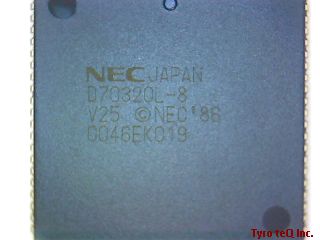 NEC JAPAN
D70320L-8
V25 ©NEC'86
0046EK019
Tyro teQ Inc.